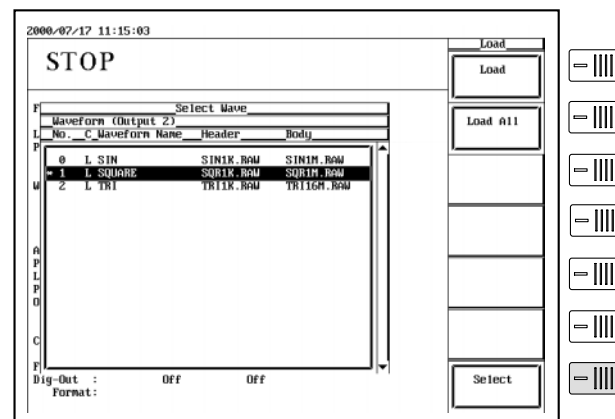 2000/07/17 11:15:03
Load
STOP
Load
F
Select Wave
Waveform (Output 2)
Load All
L
No. C Waveform Name Header Body
P
0 L SIN SIN1K.RAW SIN1M.RAW
1 L SQUARE SQR1K.RAW SQR1M.RAW
W
2 L TRI TRI1K.RAW TRI16M.RAW
A
P
L
P
O
C
F
Dig-Out : Off Off
Format:
Select